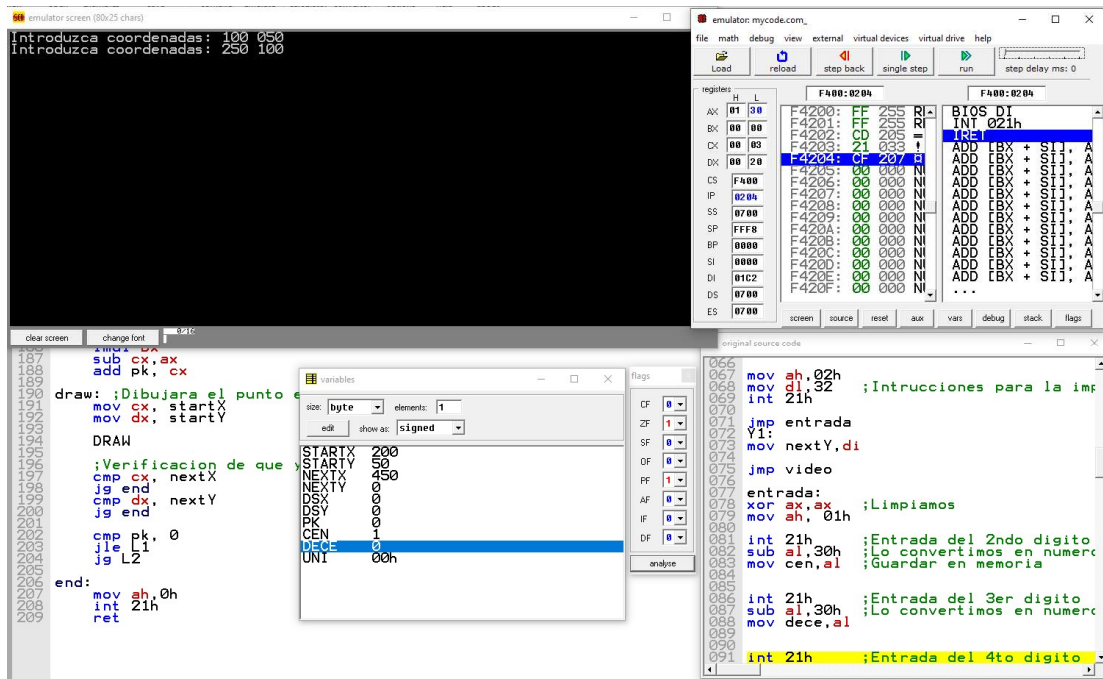 emulator screen (80x25 chars)
Introduzca coordenadas: 100 050
Introduzca coordenadas: 250 100
clear screen
change font
0/16
emulator: mycode.com_
file math debug view external virtual devices virtual drive help
Load
reload
step back
single step
run
step delay ms: 0
registers
H L
AX 01 30
BX 00 00
CX 00 03
DX 00 20
CS F400
IP 0204
SS 0700
SP FFF8
BP 0000
SI 0000
DI 01C2
DS 0700
ES 0700
F400:0204
F4200: FF 255
F4201: FF 255
F4202: CD 205 =
F4203: 21 033 !
F4204: CF 207 ¤
F4205: 00 000
F4206: 00 000
F4207: 00 000
F4208: 00 000
F4209: 00 000
F420A: 00 000
F420B: 00 000
F420C: 00 000
F420D: 00 000
F420E: 00 000
F420F: 00 000
F400:0204
BIOS DI
INT 021h
IRET
ADD [BX + SI], A
ADD [BX + SI], A
ADD [BX + SI], A
ADD [BX + SI], A
ADD [BX + SI], A
ADD [BX + SI], A
ADD [BX + SI], A
ADD [BX + SI], A
ADD [BX + SI], A
ADD [BX + SI], A
ADD [BX + SI], A
ADD [BX + SI], A
...
screen source reset aux vars debug stack flags
187 sub cx,ax
188 add pk, cx
189
190 draw: ;Dibujara el punto e
191 mov cx, startX
192 mov dx, startY
193
194 DRAW
195
196 ;Verificacion de que y
197 cmp cx, nextX
198 jg end
199 cmp dx, nextY
200 jg end
201
202 cmp pk, 0
203 jle L1
204 jg L2
205
206 end:
207 mov ah,0h
208 int 21h
209 ret
variables
size: byte elements: 1
edit show as: signed
STARTX 200
STARTY 50
NEXTX 450
NEXTY 0
DSX 0
DSY 0
PK 0
CEN 1
DECE 0
UNI 00h
flags
CF 0
ZF 1
SF 0
OF 0
PF 1
AF 0
IF 0
DF 0
analyse
original source code
066
067 mov ah,02h
068 mov dl,32 ;Intrucciones para la imp
069 int 21h
070
071 jmp entrada
072 Y1:
073 mov nextY,di
074
075 jmp video
076
077 entrada:
078 xor ax,ax ;Limpiamos
079 mov ah, 01h
080
081 int 21h ;Entrada del 2ndo digito
082 sub al,30h ;Lo convertimos en numero
083 mov cen,al ;Guardar en memoria
084
085
086 int 21h ;Entrada del 3er digito
087 sub al,30h ;Lo convertimos en numero
088 mov dece,al
089
090
091 int 21h ;Entrada del 4to digito